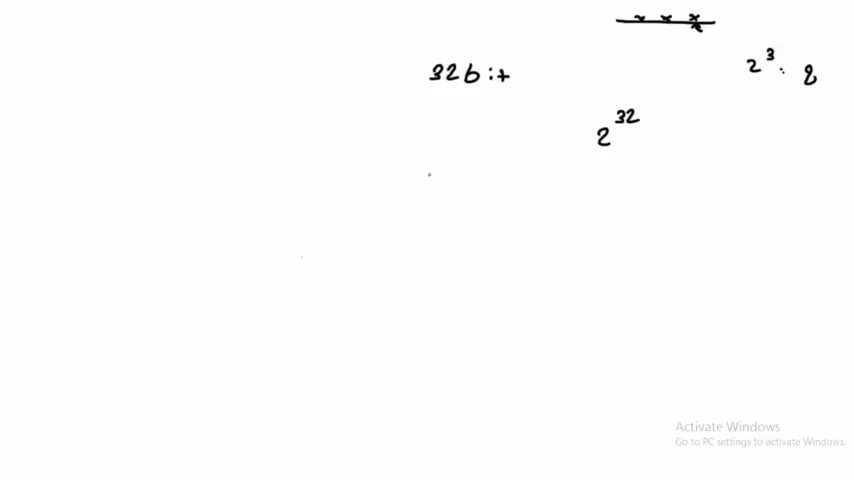 x x x
2^3 : 8
32bit
2^32
Activate Windows
Go to PC settings to activate Windows.